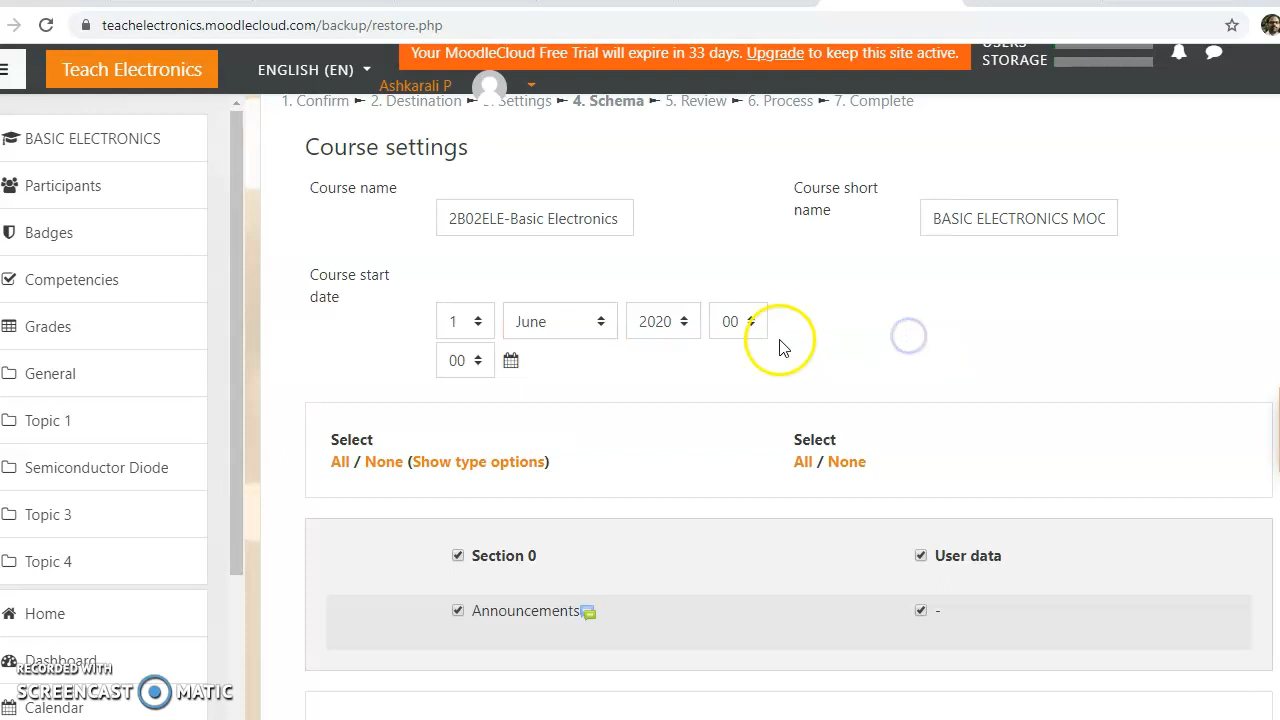 teachelectronics.moodlecloud.com/backup/restore.php
Your MoodleCloud Free Trial will expire in 33 days. Upgrade to keep this site active.
USERS
STORAGE
Teach Electronics
ENGLISH (EN)
Ashkarali P
1. Confirm ► 2. Destination ► 3. Settings ► 4. Schema ► 5. Review ► 6. Process ► 7. Complete
BASIC ELECTRONICS
Participants
Badges
Competencies
Grades
General
Topic 1
Semiconductor Diode
Topic 3
Topic 4
Home
Dashboard
Calendar
Course settings
Course name
2B02ELE-Basic Electronics
Course short
name
BASIC ELECTRONICS MOC
Course start
date
1 June 2020 00
00
Select
All / None (Show type options)
Select
All / None
Section 0
User data
Announcements
-
RECORDED WITH
SCREENCAST MATIC